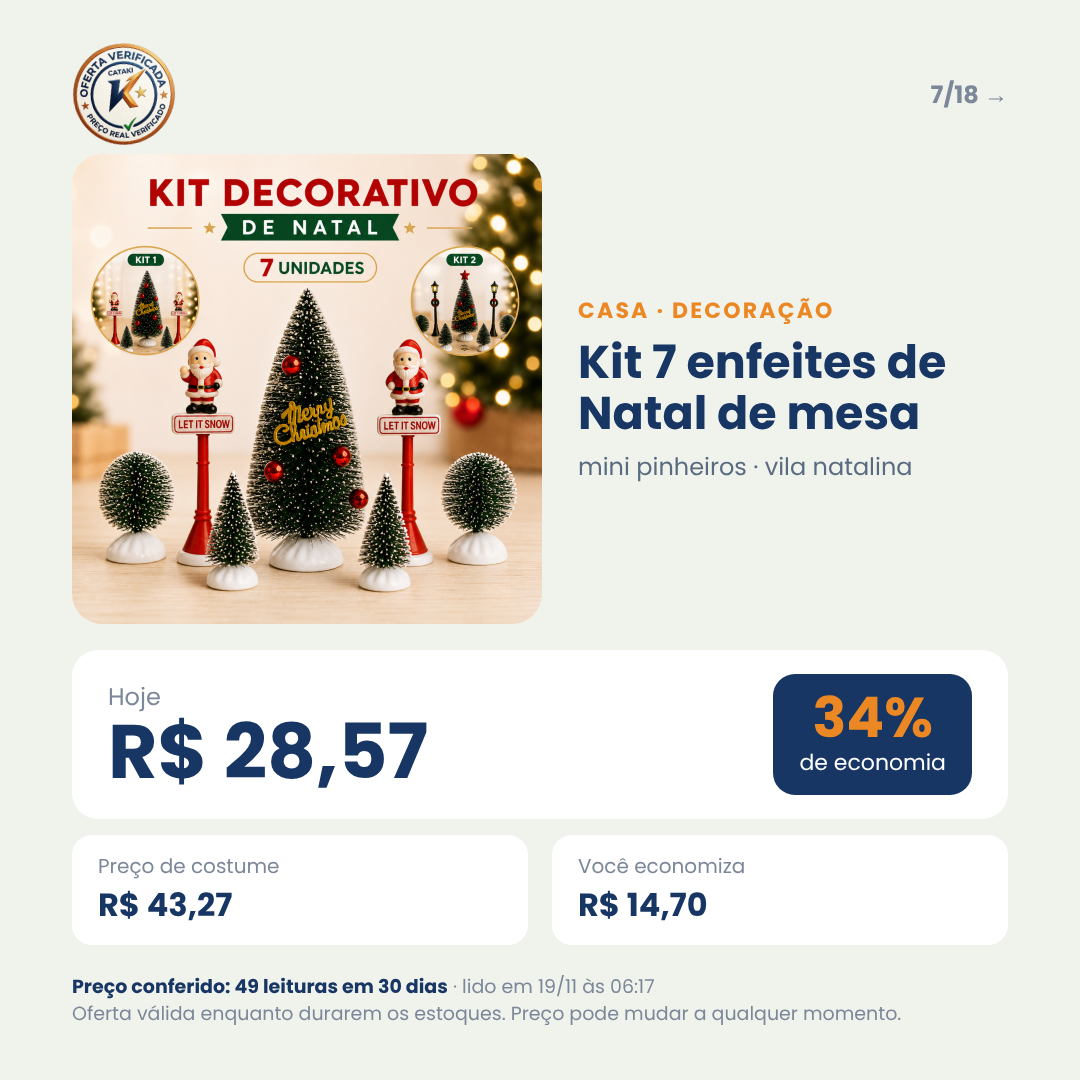 OFERTA VERIFICADA
CATAKI
PREÇO REAL VERIFICADO
7/18 →
KIT DECORATIVO
DE NATAL
7 UNIDADES
KIT 1
KIT 2
Merry
Christmas
LET IT SNOW
LET IT SNOW
CASA · DECORAÇÃO
Kit 7 enfeites de
Natal de mesa
mini pinheiros · vila natalina
Hoje
R$ 28,57
34%
de economia
Preço de costume
R$ 43,27
Você economiza
R$ 14,70
Preço conferido: 49 leituras em 30 dias · lido em 19/11 às 06:17
Oferta válida enquanto durarem os estoques. Preço pode mudar a qualquer momento.